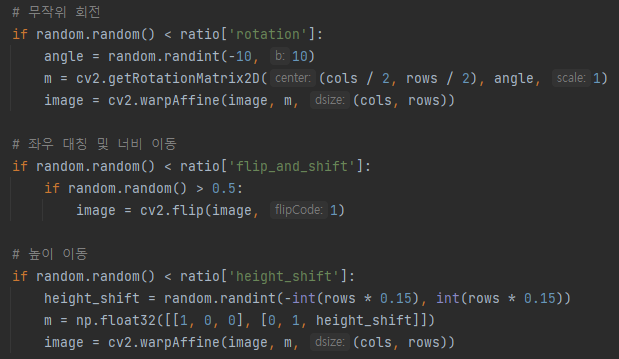 # 무작위 회전
if random.random() < ratio['rotation']:
    angle = random.randint(-10, b: 10)
    m = cv2.getRotationMatrix2D( center: (cols / 2, rows / 2), angle, scale: 1)
    image = cv2.warpAffine(image, m, dsize: (cols, rows))
# 좌우 대칭 및 너비 이동
if random.random() < ratio['flip_and_shift']:
    if random.random() > 0.5:
        image = cv2.flip(image, flipCode: 1)
# 높이 이동
if random.random() < ratio['height_shift']:
    height_shift = random.randint(-int(rows * 0.15), int(rows * 0.15))
    m = np.float32([[1, 0, 0], [0, 1, height_shift]])
    image = cv2.warpAffine(image, m, dsize: (cols, rows))